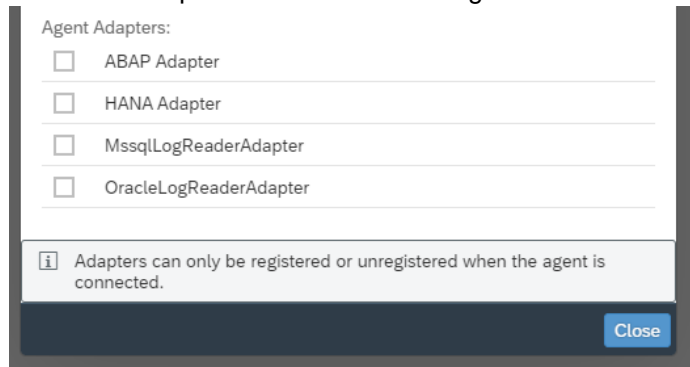 Agent Adapters:
ABAP Adapter
HANA Adapter
MssqlLogReaderAdapter
OracleLogReaderAdapter
i Adapters can only be registered or unregistered when the agent is
connected.
Close